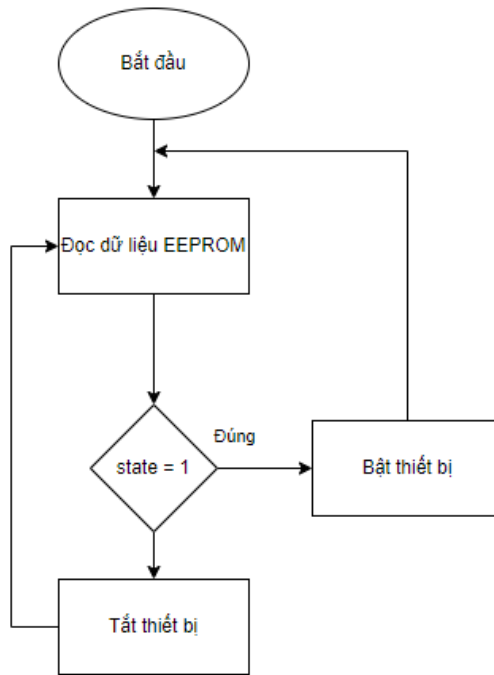 Bắt đầu
Đọc dữ liệu EEPROM
state = 1
Đúng
Bật thiết bị
Tắt thiết bị